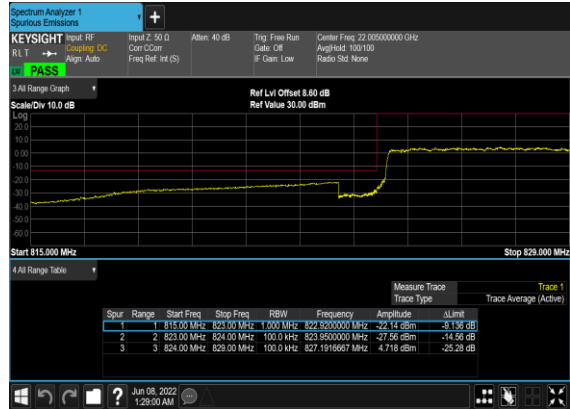 Spectrum Analyzer 1
Spurious Emissions
KEYSIGHT Input: RF Input Z: 50 Ω Atten: 40 dB Trig: Free Run Center Freq: 22.005000000 GHz
RLT Coupling: DC Corr CCorr Gate: Off Avg|Hold: 100/100
Align: Auto Freq Ref: Int (S) IF Gain: Low Radio Std: None
PASS
3 All Range Graph
Ref Lvl Offset 8.60 dB
Scale/Div 10.0 dB Ref Value 30.00 dBm
Log
20.0
10.0
0.00
-10.0
-20.0
-30.0
-40.0
-50.0
-60.0
Start 815.000 MHz Stop 829.000 MHz
4 All Range Table
Measure Trace Trace 1
Trace Type Trace Average (Active)
Spur Range Start Freq Stop Freq RBW Frequency Amplitude ΔLimit
1 1 815.00 MHz 823.00 MHz 1.000 MHz 822.9200000 MHz -22.14 dBm -9.136 dB
2 2 823.00 MHz 824.00 MHz 100.0 kHz 823.9500000 MHz -27.56 dBm -14.56 dB
3 3 824.00 MHz 829.00 MHz 100.0 kHz 827.1916667 MHz 4.718 dBm -25.28 dB
? Jun 08, 2022
1:29:00 AM